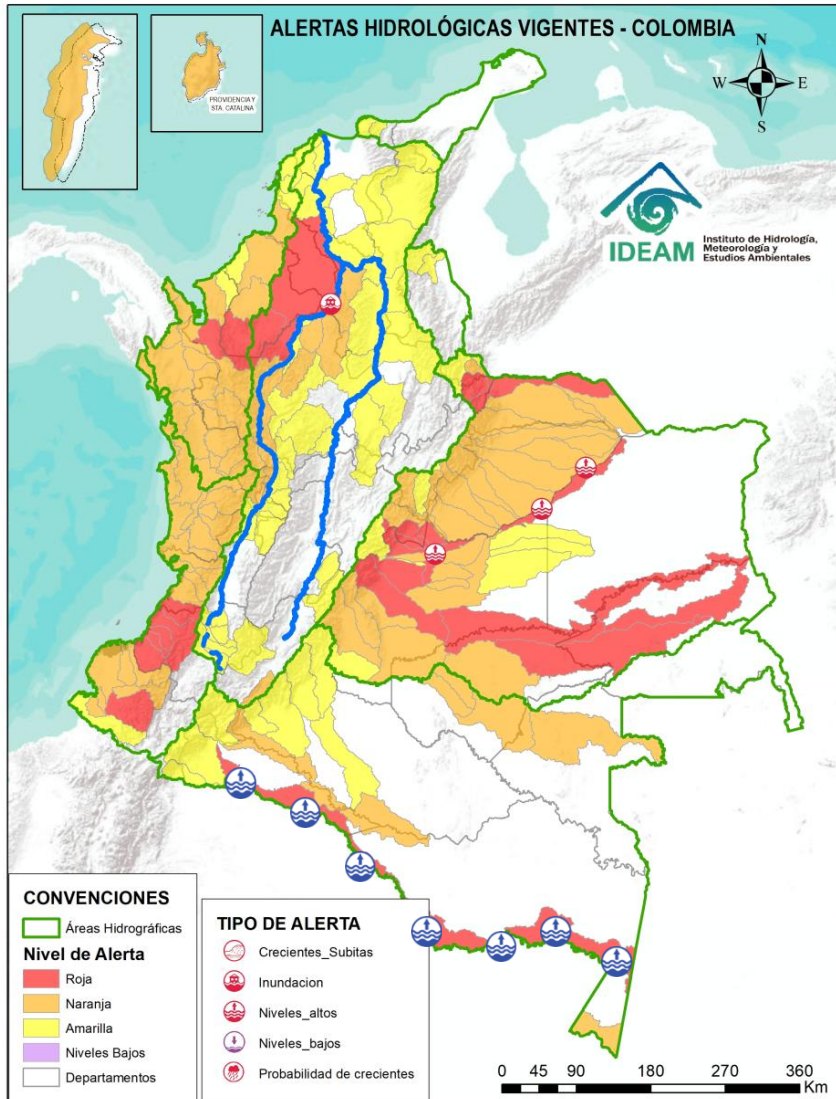 ALERTAS HIDROLÓGICAS VIGENTES - COLOMBIA
PROVIDENCIA Y
STA. CATALINA
N
W
E
S
IDEAM
Instituto de Hidrología,
Meteorología y
Estudios Ambientales
CONVENCIONES
Áreas Hidrográficas
Nivel de Alerta
Roja
Naranja
Amarilla
Niveles Bajos
Departamentos
TIPO DE ALERTA
Crecientes_Subitas
Inundacion
Niveles_altos
Niveles_bajos
Probabilidad de crecientes
0 45 90 180 270 360
Km